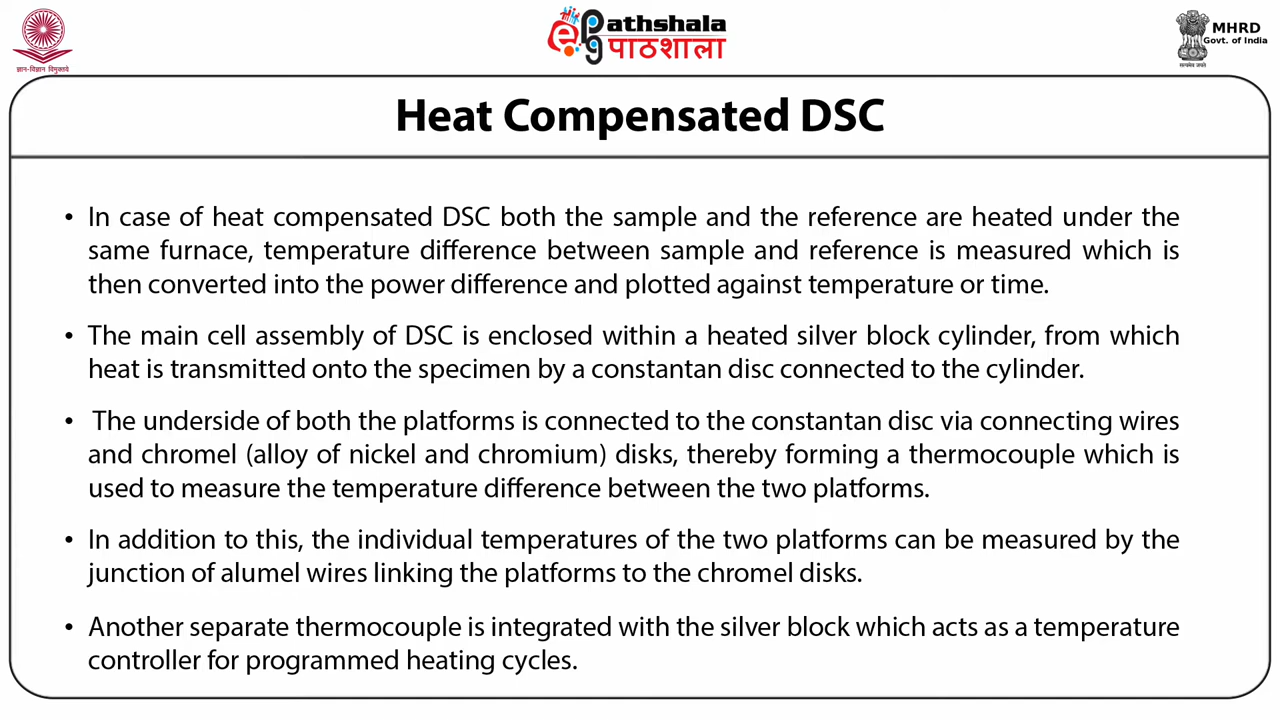 ज्ञान-विज्ञान विमुक्तये
epg
athshala
पाठशाला
MHRD
Govt. of India
सत्यमेव जयते
Heat Compensated DSC
• In case of heat compensated DSC both the sample and the reference are heated under the
same furnace, temperature difference between sample and reference is measured which is
then converted into the power difference and plotted against temperature or time.
• The main cell assembly of DSC is enclosed within a heated silver block cylinder, from which
heat is transmitted onto the specimen by a constantan disc connected to the cylinder.
• The underside of both the platforms is connected to the constantan disc via connecting wires
and chromel (alloy of nickel and chromium) disks, thereby forming a thermocouple which is
used to measure the temperature difference between the two platforms.
• In addition to this, the individual temperatures of the two platforms can be measured by the
junction of alumel wires linking the platforms to the chromel disks.
• Another separate thermocouple is integrated with the silver block which acts as a temperature
controller for programmed heating cycles.